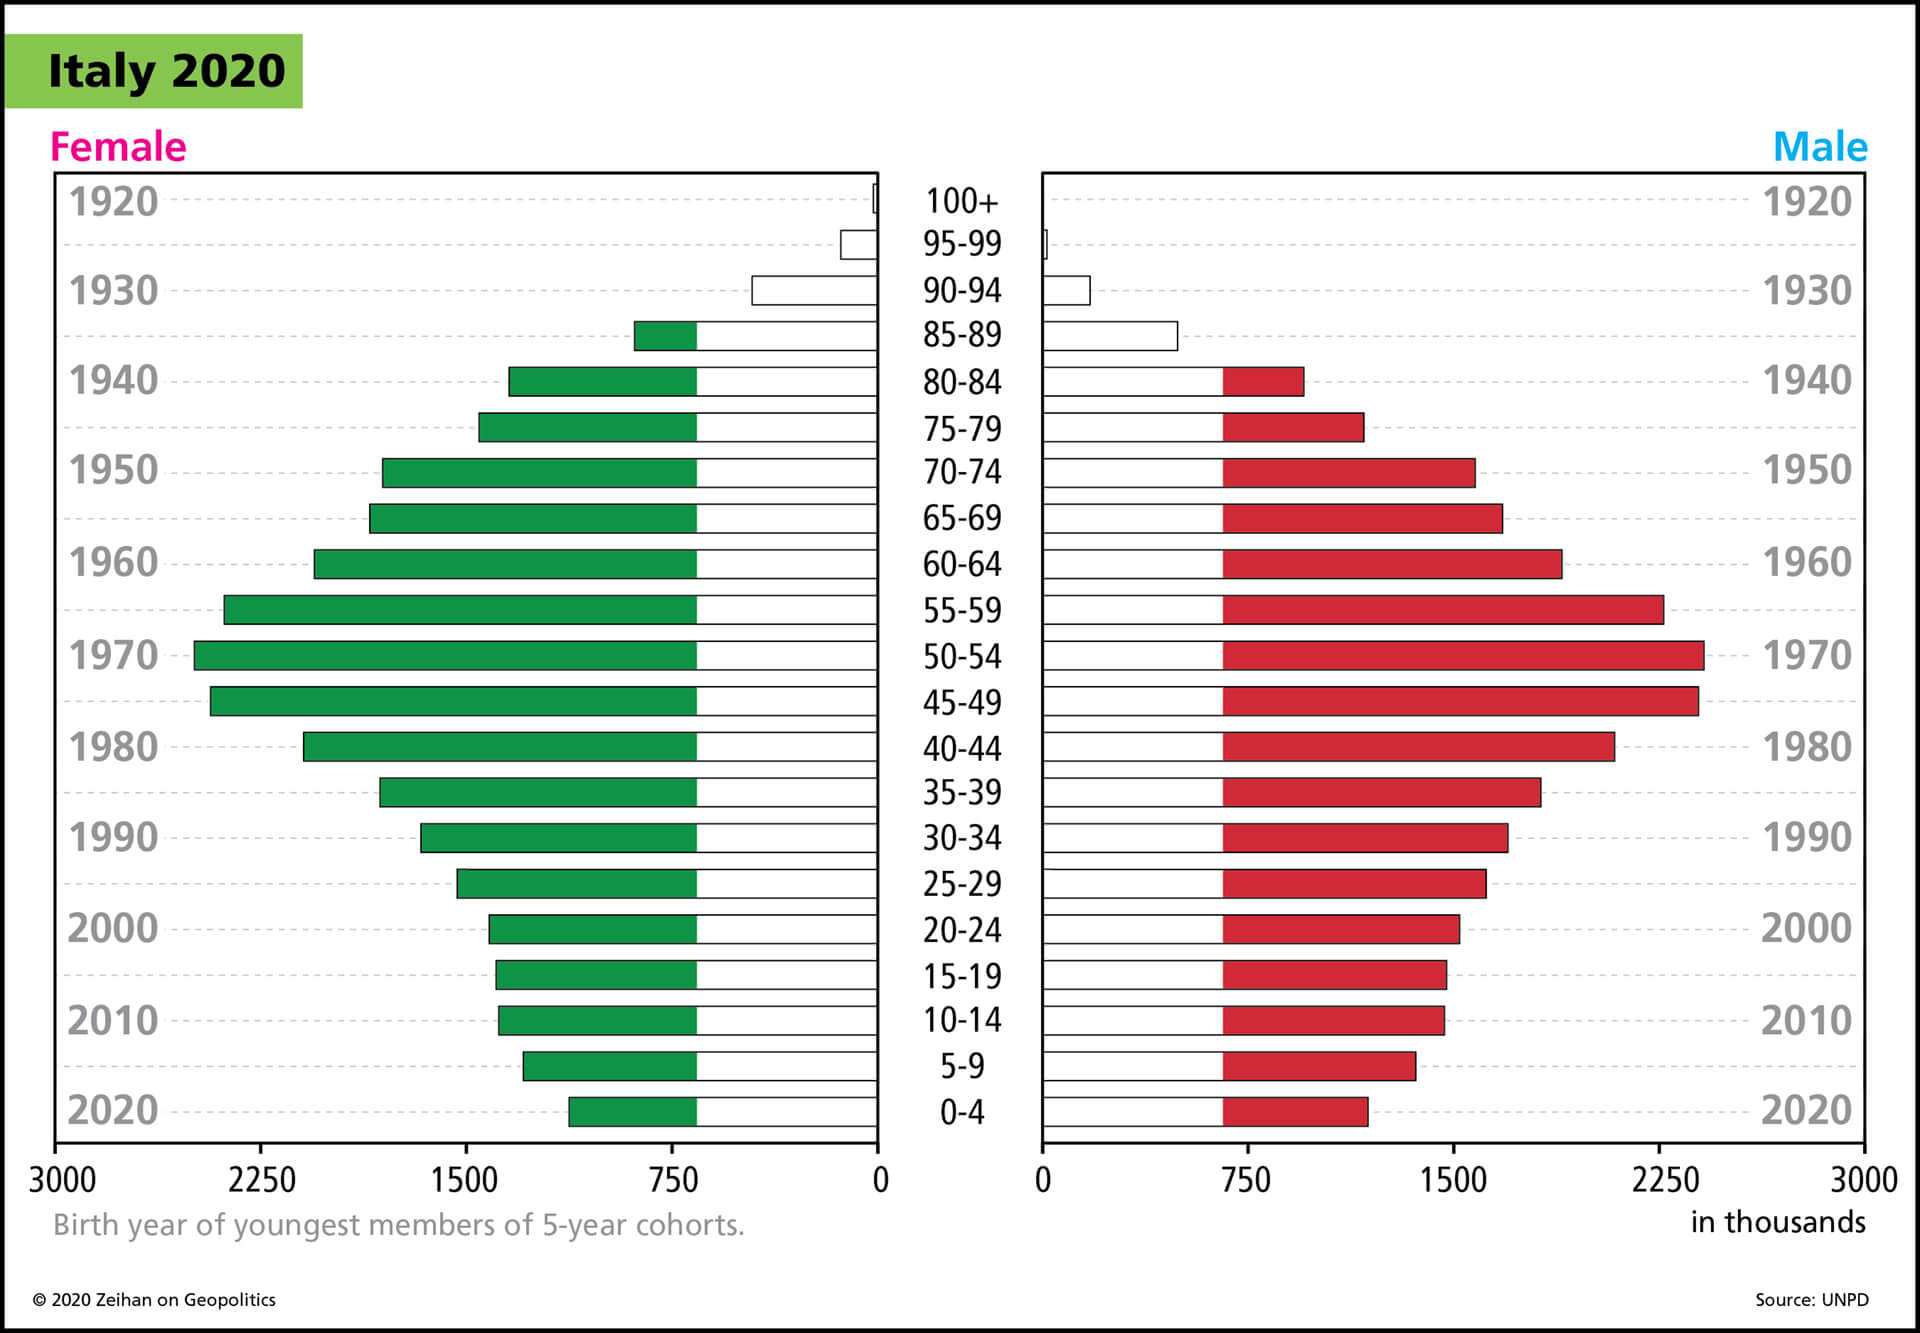 Italy 2020
Female
Male
1920 100+ 1920
95-99
1930 90-94 1930
85-89
1940 80-84 1940
75-79
1950 70-74 1950
65-69
1960 60-64 1960
55-59
1970 50-54 1970
45-49
1980 40-44 1980
35-39
1990 30-34 1990
25-29
2000 20-24 2000
15-19
2010 10-14 2010
5-9
2020 0-4 2020
3000 2250 1500 750 0 0 750 1500 2250 3000
Birth year of youngest members of 5-year cohorts.
in thousands
© 2020 Zeihan on Geopolitics
Source: UNPD